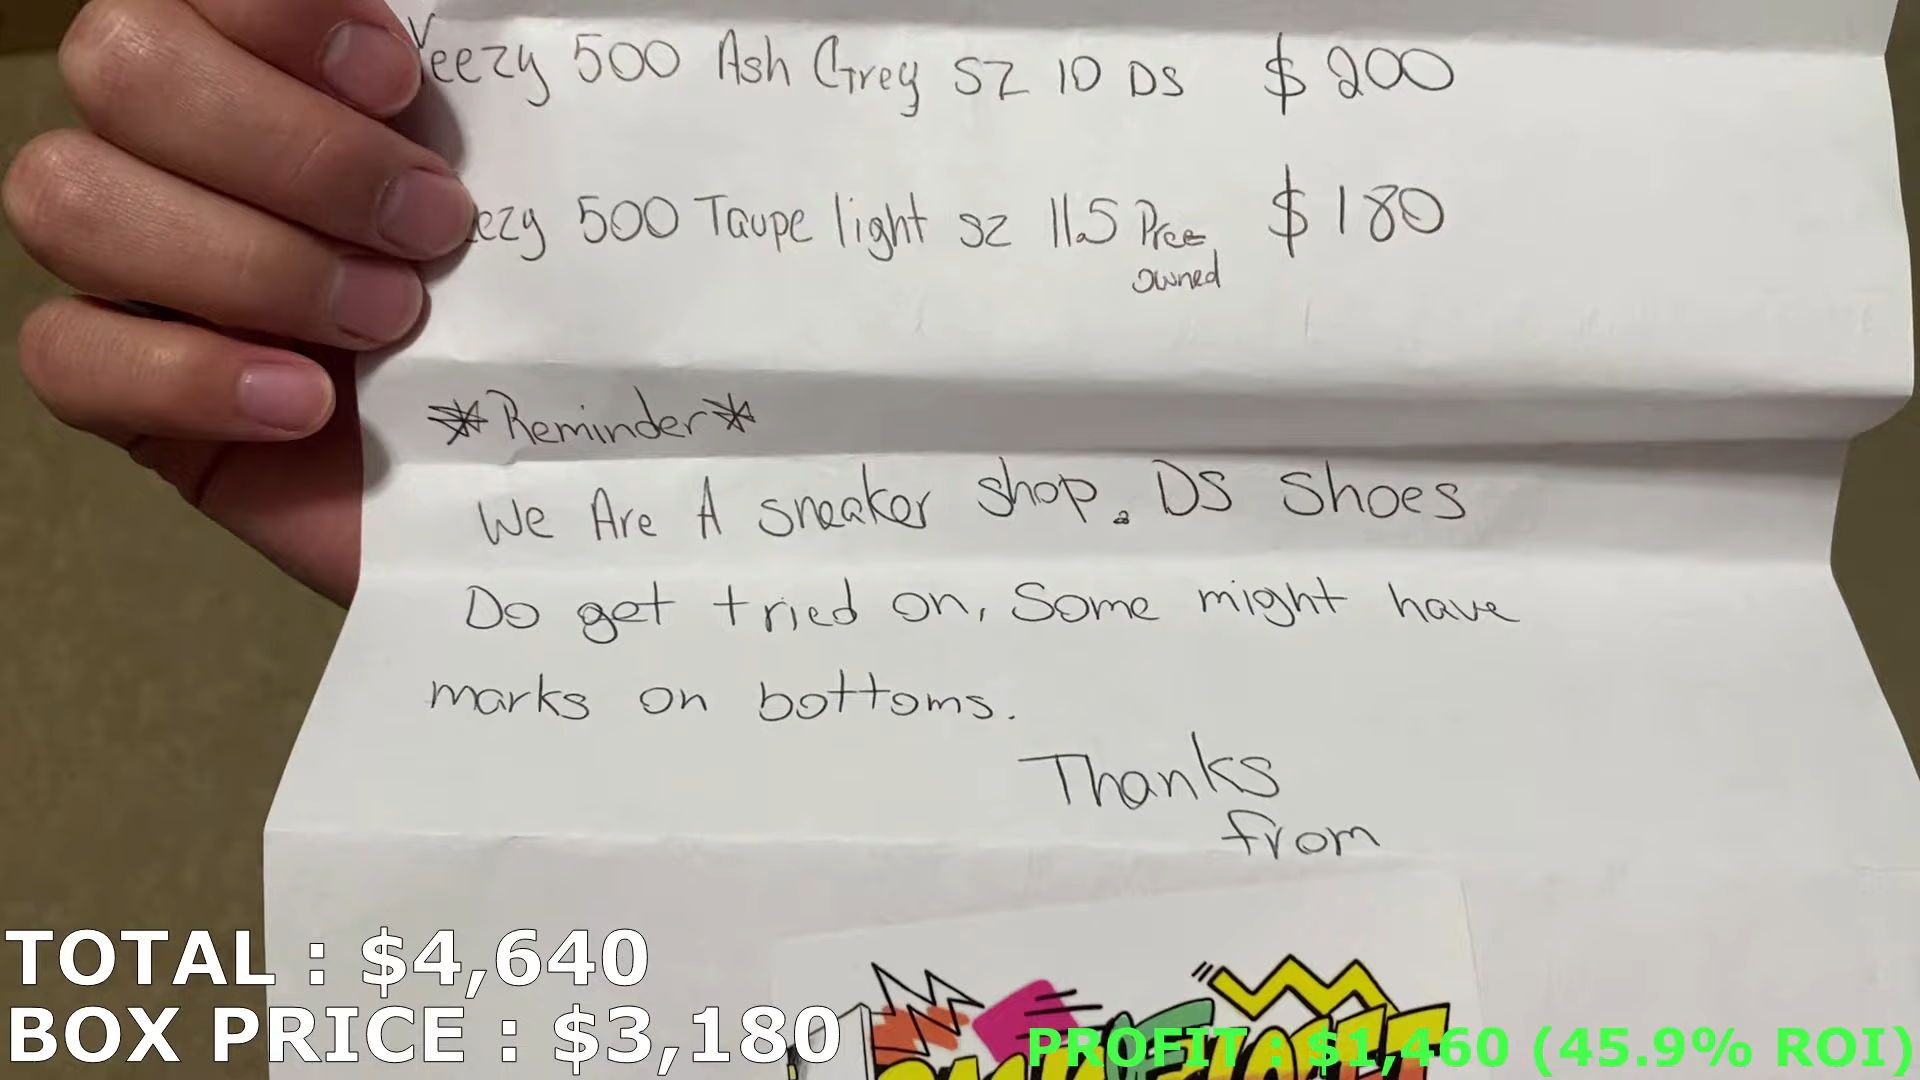 Yeezy 500 Ash Grey SZ 10 DS $200
ezy 500 Taupe light SZ 11.5 Pree $180
owned
*Reminder*
We Are A sneaker shop. DS Shoes
Do get tried on, Some might have
marks on bottoms.
Thanks
from
TOTAL : $4,640
BOX PRICE : $3,180
PROFIT : $1,460 (45.9% ROI)